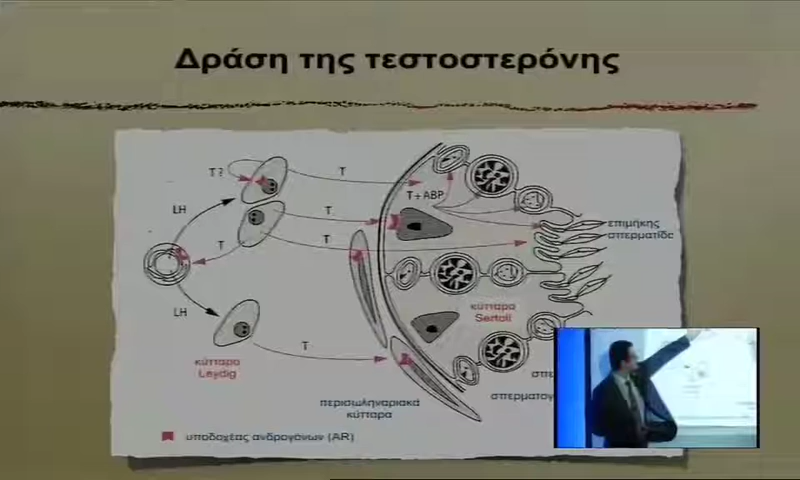 Δράση της τεστοστερόνης
T?
T
LH
T
T
T
T+ABP
επιμήκης
σπερματίδα
κύτταρα
Sertoli
LH
T
κύτταρα
Leydig
περισωληναριακά
κύτταρα
υποδοχέας ανδρογόνων (AR)